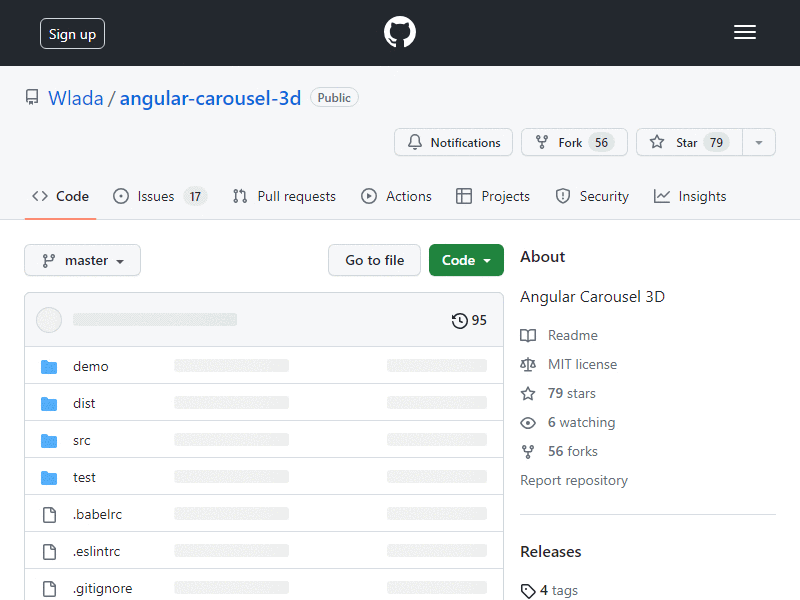 Sign up
Wlada / angular-carousel-3d Public
Notifications Fork 56 Star 79
Code Issues 17 Pull requests Actions Projects Security Insights
master Go to file Code
95
demo
dist
src
test
.babelrc
.eslintrc
.gitignore
About
Angular Carousel 3D
Readme
MIT license
79 stars
6 watching
56 forks
Report repository
Releases
4 tags